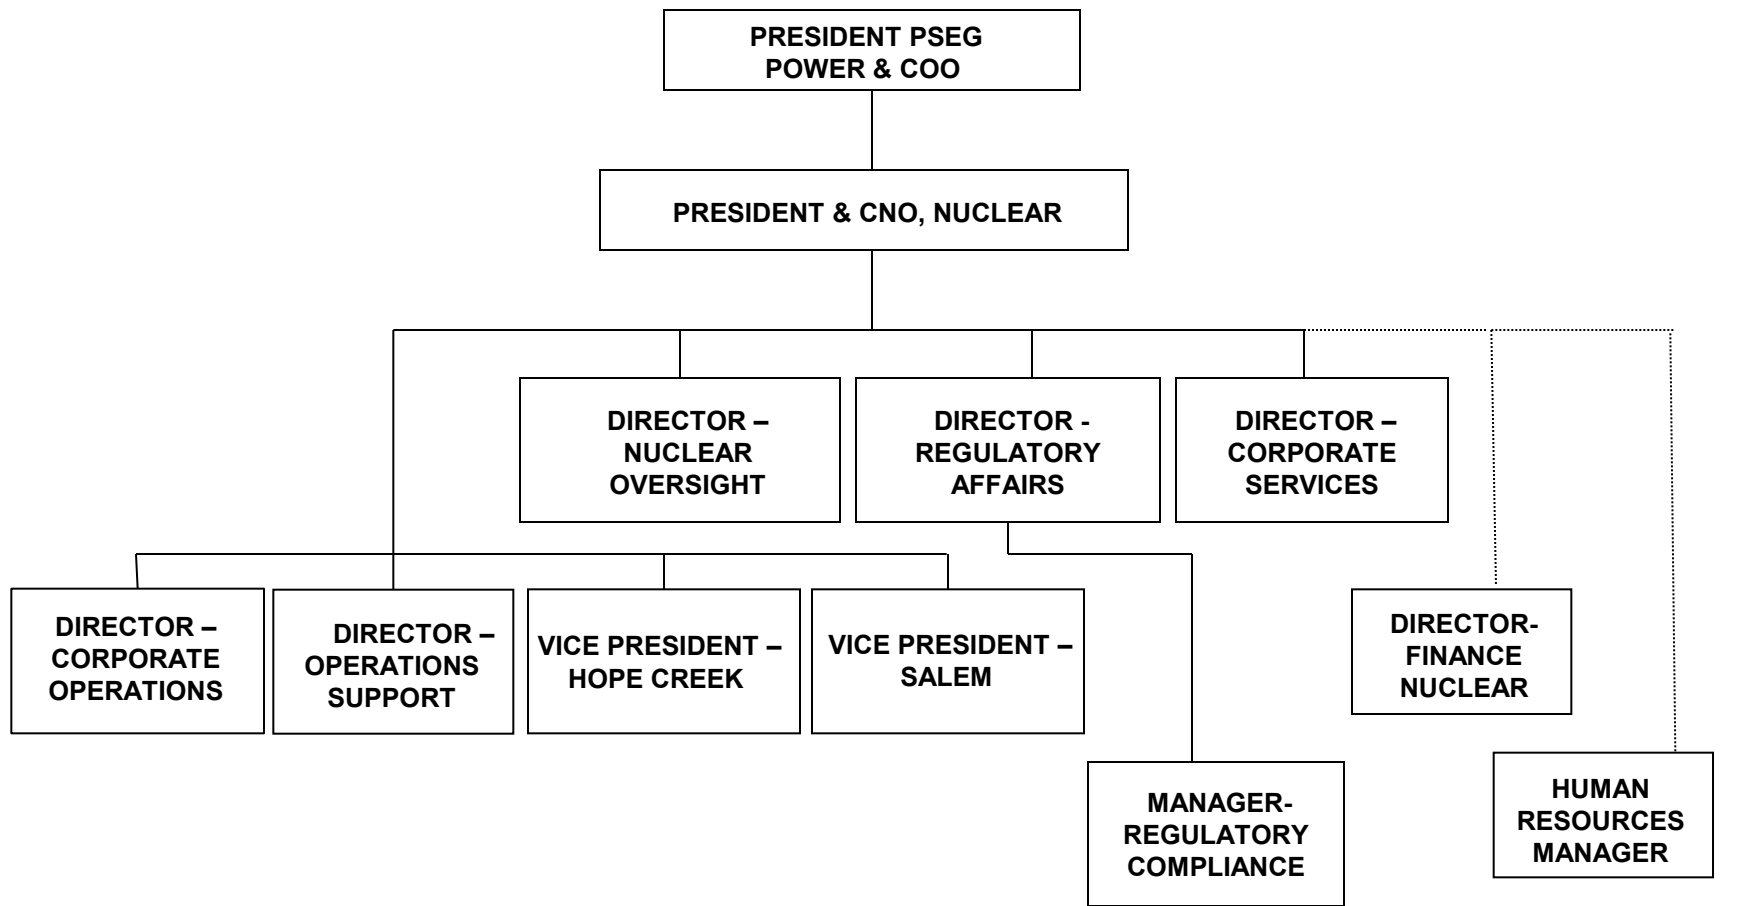 PRESIDENT PSEG
POWER & COO
PRESIDENT & CNO, NUCLEAR
DIRECTOR –
NUCLEAR
OVERSIGHT
DIRECTOR -
REGULATORY
AFFAIRS
DIRECTOR –
CORPORATE
SERVICES
DIRECTOR –
CORPORATE
OPERATIONS
DIRECTOR –
OPERATIONS
SUPPORT
VICE PRESIDENT –
HOPE CREEK
VICE PRESIDENT –
SALEM
DIRECTOR-
FINANCE
NUCLEAR
MANAGER-
REGULATORY
COMPLIANCE
HUMAN
RESOURCES
MANAGER